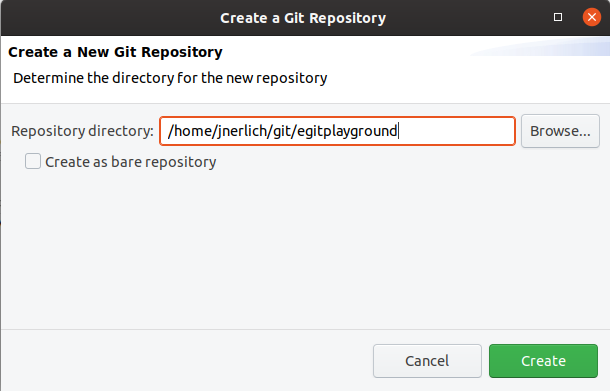 Create a Git Repository
Create a New Git Repository
Determine the directory for the new repository
Repository directory: /home/jnerlich/git/egitplayground Browse...
Create as bare repository
Cancel Create